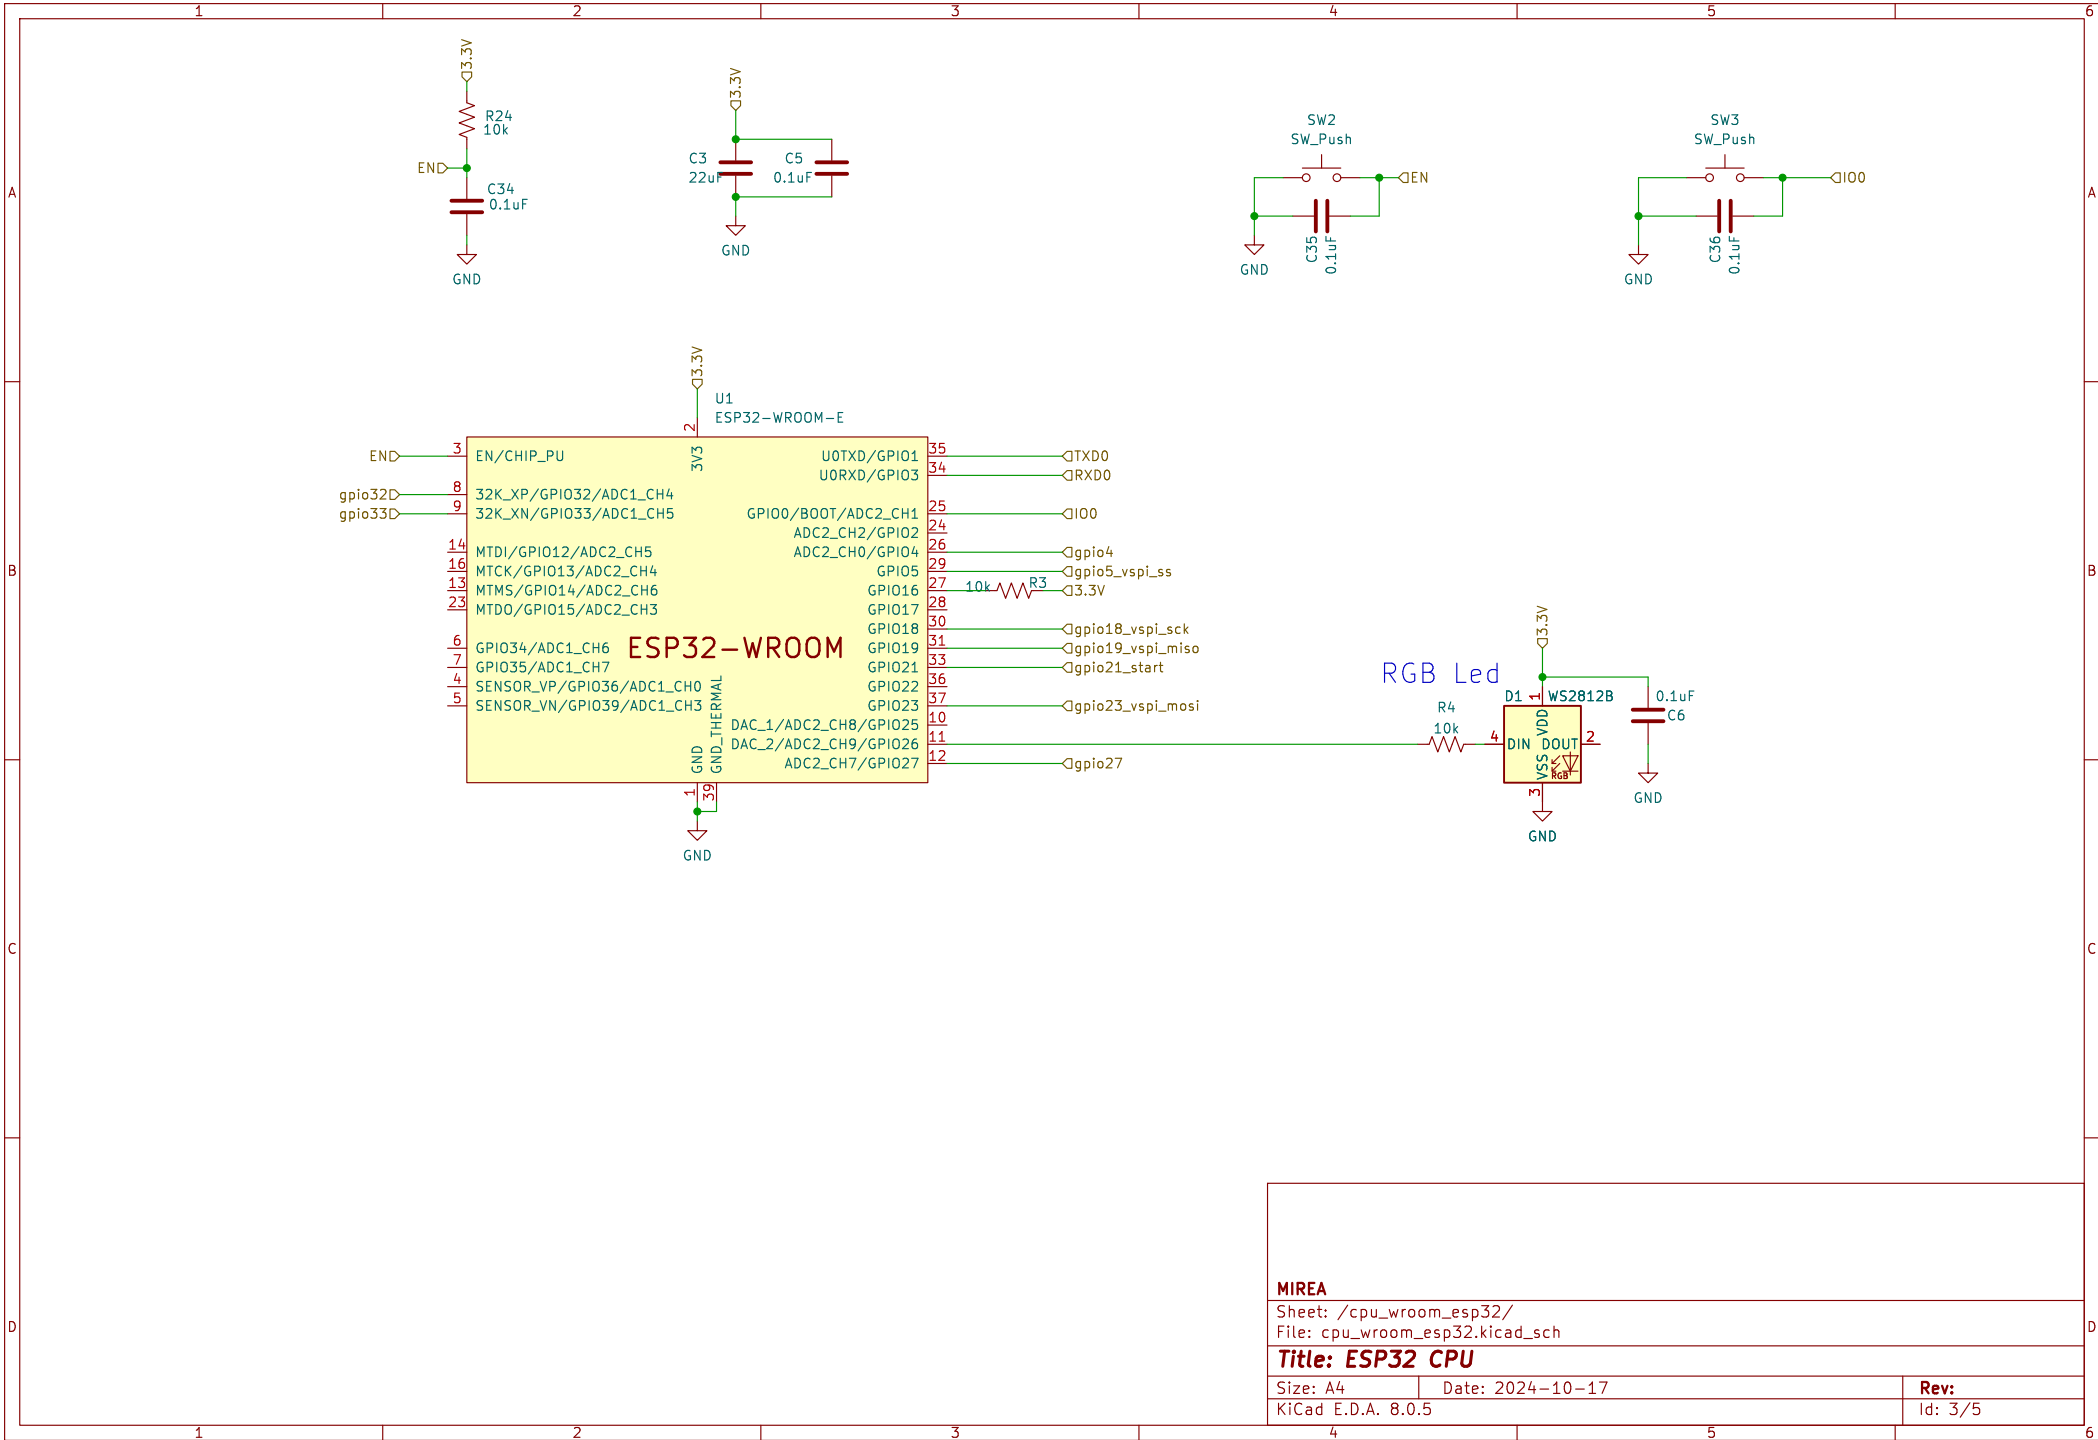 1 2 3 4 5 6
A
B
C
D
A
B
C
D
3.3V
R24
10k
EN
C34
0.1uF
GND
3.3V
C3
22uF
C5
0.1uF
GND
SW2
SW_Push
EN
C35
0.1uF
GND
SW3
SW_Push
IO0
C36
0.1uF
GND
3.3V
U1
ESP32-WROOM-E
2
3V3
EN 3 EN/CHIP_PU
gpio32 8 32K_XP/GPIO32/ADC1_CH4
gpio33 9 32K_XN/GPIO33/ADC1_CH5
14 MTDI/GPIO12/ADC2_CH5
16 MTCK/GPIO13/ADC2_CH4
13 MTMS/GPIO14/ADC2_CH6
23 MTDO/GPIO15/ADC2_CH3
6 GPIO34/ADC1_CH6
7 GPIO35/ADC1_CH7
4 SENSOR_VP/GPIO36/ADC1_CH0
5 SENSOR_VN/GPIO39/ADC1_CH3
ESP32-WROOM
U0TXD/GPIO1 35 TXD0
U0RXD/GPIO3 34 RXD0
GPIO0/BOOT/ADC2_CH1 25 IO0
ADC2_CH2/GPIO2 24
ADC2_CH0/GPIO4 26 gpio4
GPIO5 29 gpio5_vspi_ss
GPIO16 27 10k R3 3.3V
GPIO17 28
GPIO18 30 gpio18_vspi_sck
GPIO19 31 gpio19_vspi_miso
GPIO21 33 gpio21_start
GPIO22 36
GPIO23 37 gpio23_vspi_mosi
DAC_1/ADC2_CH8/GPIO25 10
DAC_2/ADC2_CH9/GPIO26 11
ADC2_CH7/GPIO27 12 gpio27
GND
GND_THERMAL
1
39
GND
RGB Led
3.3V
R4
10k
D1 1 WS2812B
VDD
4 DIN DOUT 2
VSS
RGB
3
GND
0.1uF
C6
GND
MIREA
Sheet: /cpu_wroom_esp32/
File: cpu_wroom_esp32.kicad_sch
Title: ESP32 CPU
Size: A4 Date: 2024-10-17 Rev:
KiCad E.D.A. 8.0.5 Id: 3/5
1 2 3 4 5 6